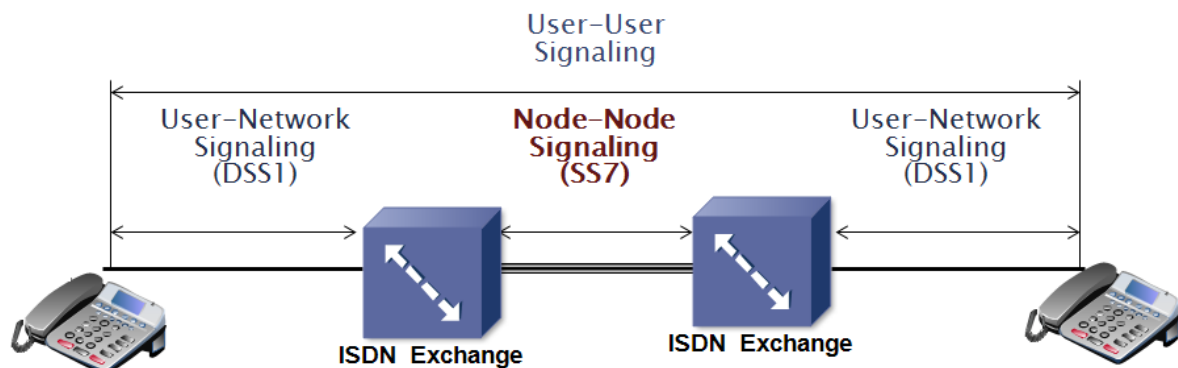 User-User
Signaling
User-Network
Signaling
(DSS1)
Node-Node
Signaling
(SS7)
User-Network
Signaling
(DSS1)
ISDN Exchange
ISDN Exchange